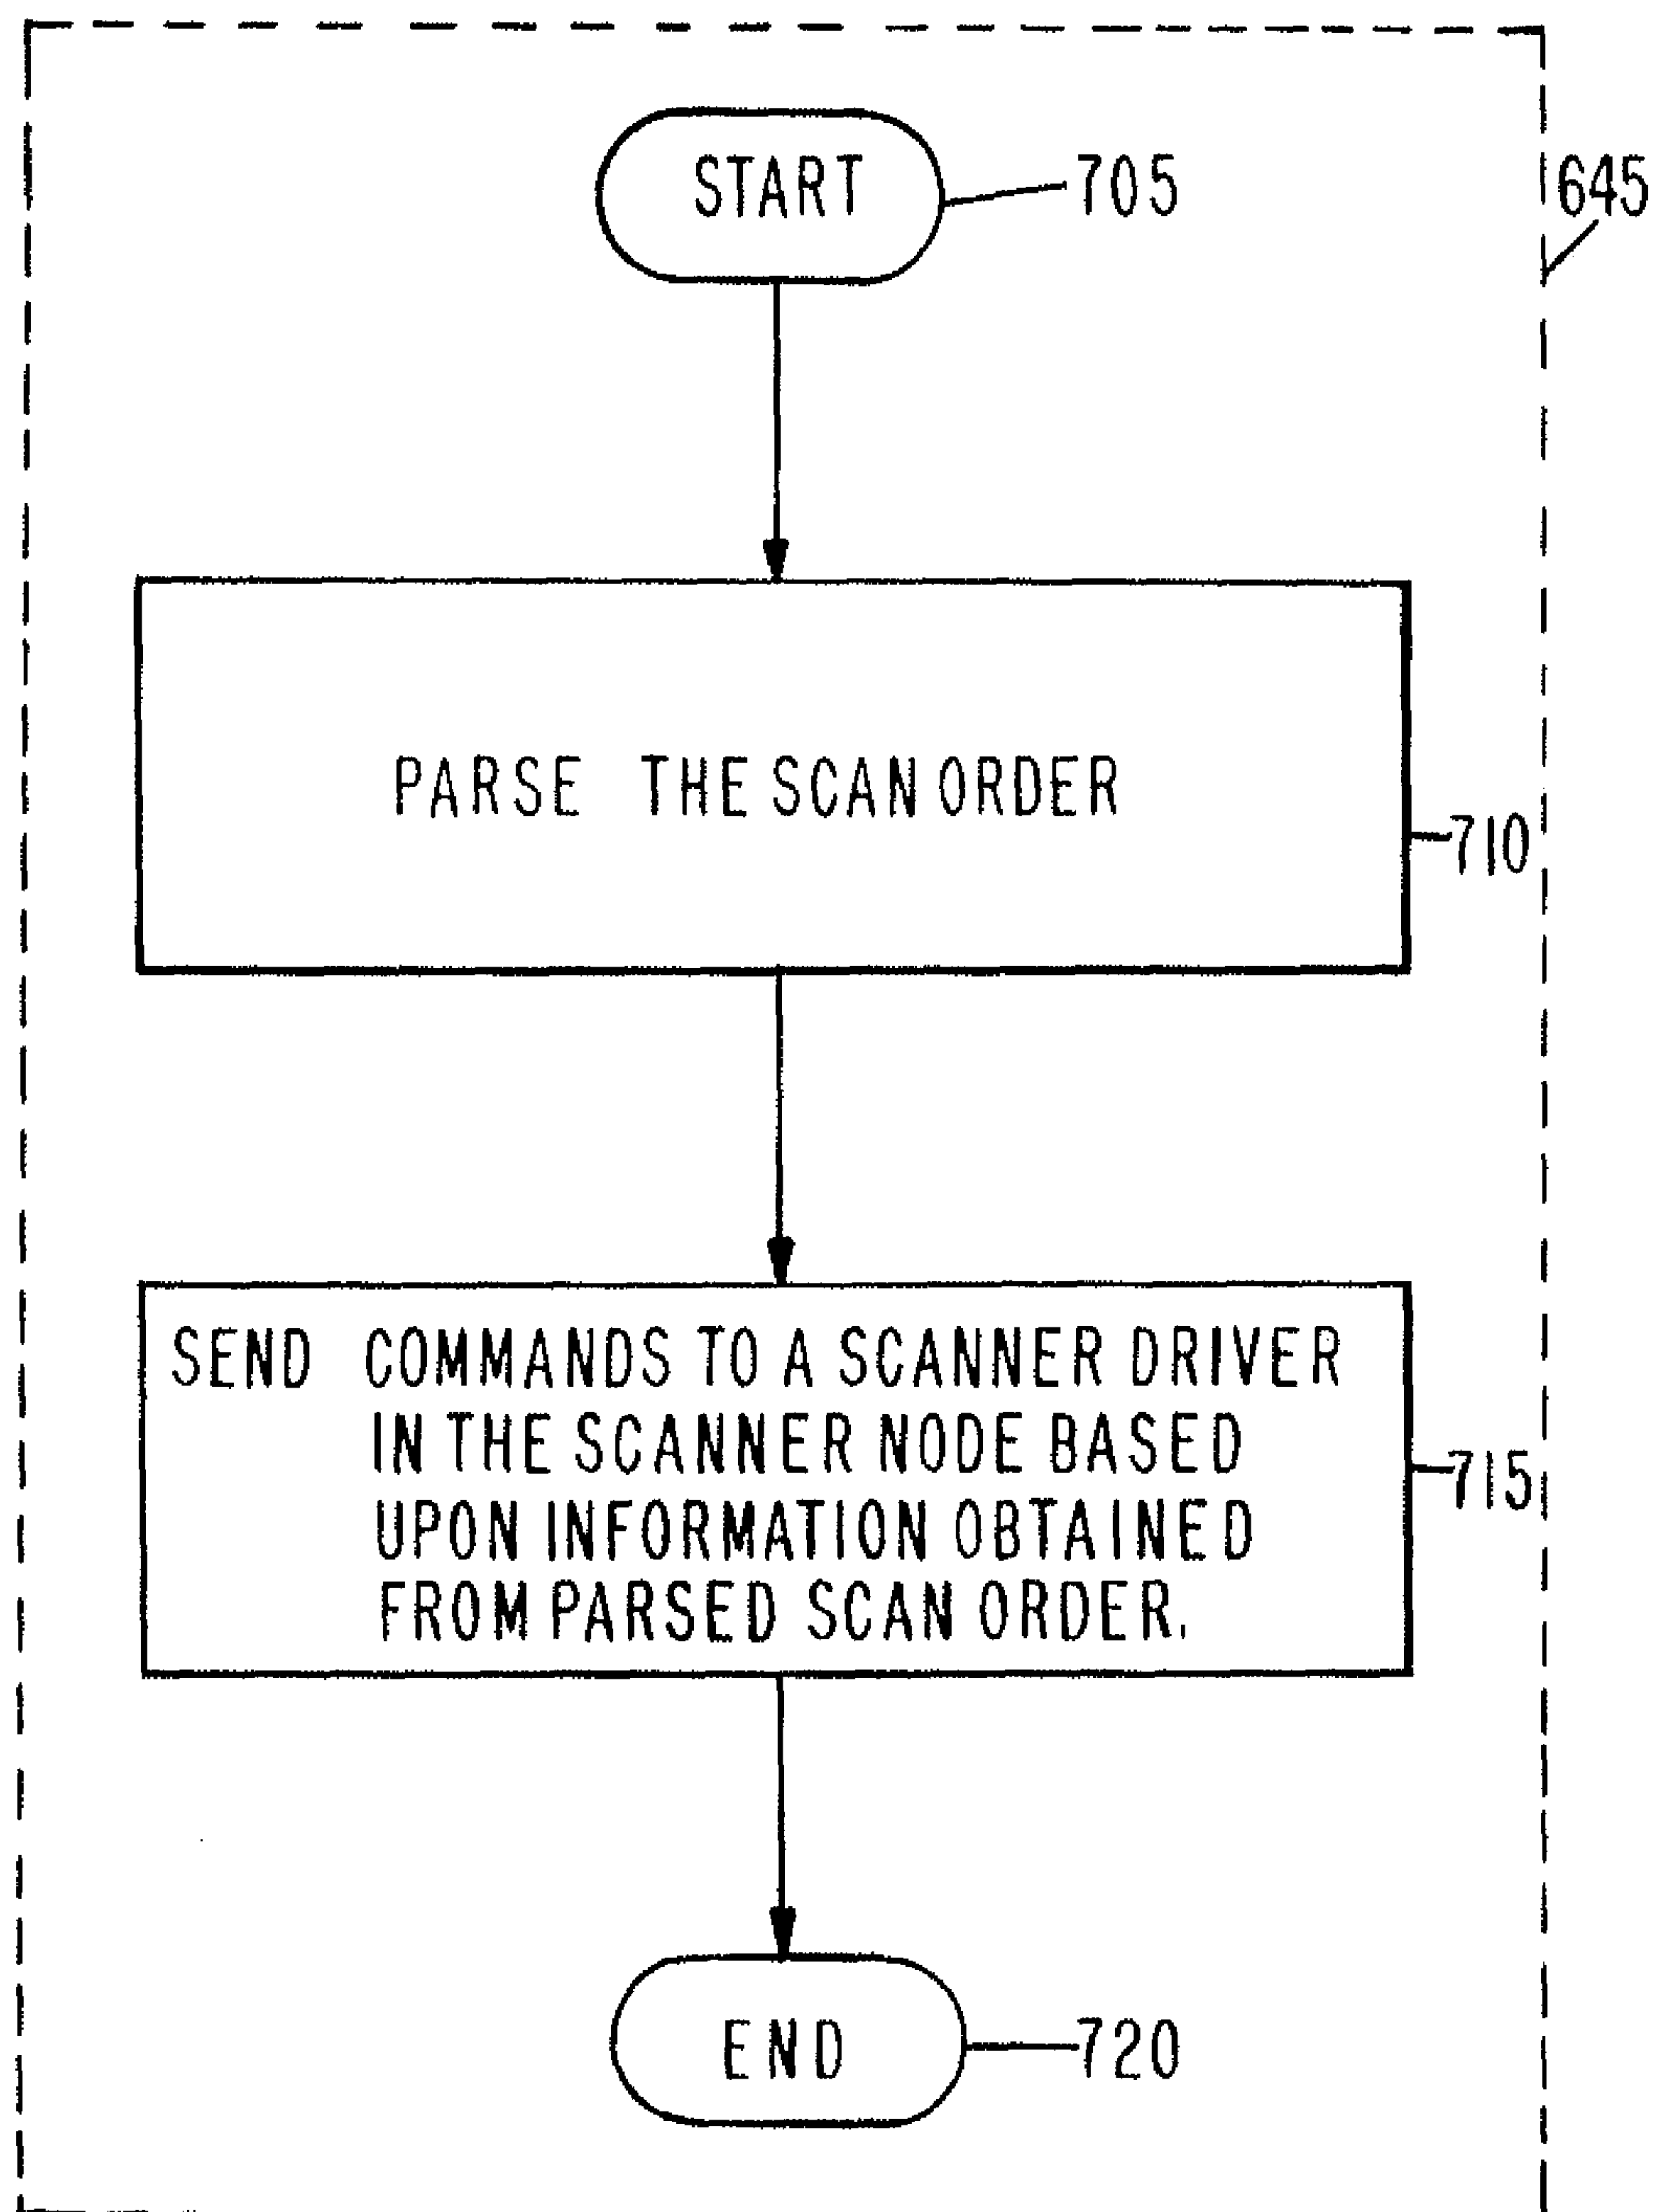 START
705
645
PARSE THE SCAN ORDER
710
SEND COMMANDS TO A SCANNER DRIVER
IN THE SCANNER NODE BASED
UPON INFORMATION OBTAINED
FROM PARSED SCAN ORDER.
715
END
720